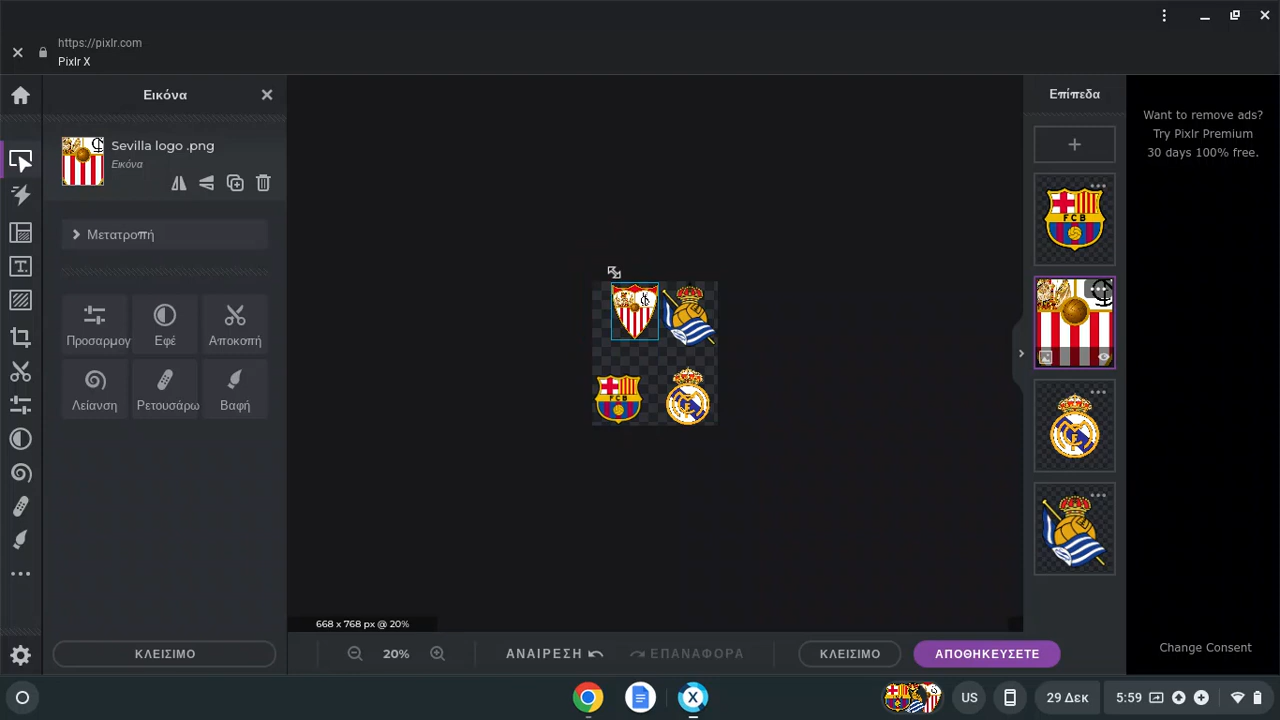 https://pixlr.com
Pixlr X
Εικόνα
Sevilla logo .png
Εικόνα
Μετατροπή
Προσαρμογ
Εφέ
Αποκοπή
Λείανση
Ρετουσάρω
Βαφή
ΚΛΕΙΣΙΜΟ
FCB
FCB
668 x 768 px @ 20%
20%
ΑΝΑΙΡΕΣΗ
ΕΠΑΝΑΦΟΡΑ
ΚΛΕΙΣΙΜΟ
ΑΠΟΘΗΚΕΥΣΕΤΕ
Επίπεδα
Want to remove ads?
Try Pixlr Premium
30 days 100% free.
Change Consent
US
29 Δεκ
5:59